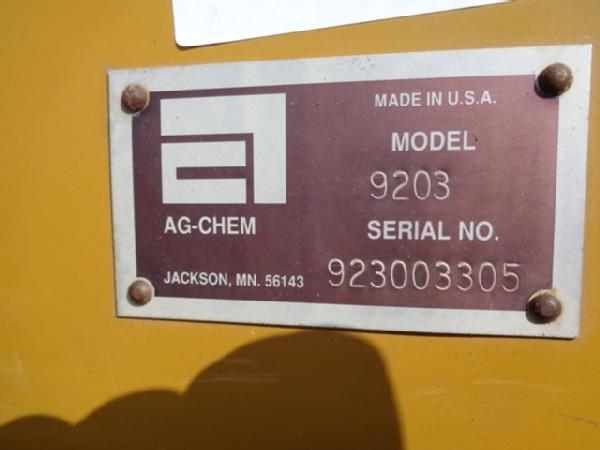 MADE IN U.S.A.
MODEL
9203
AG-CHEM
SERIAL NO.
JACKSON, MN. 56143
923003305